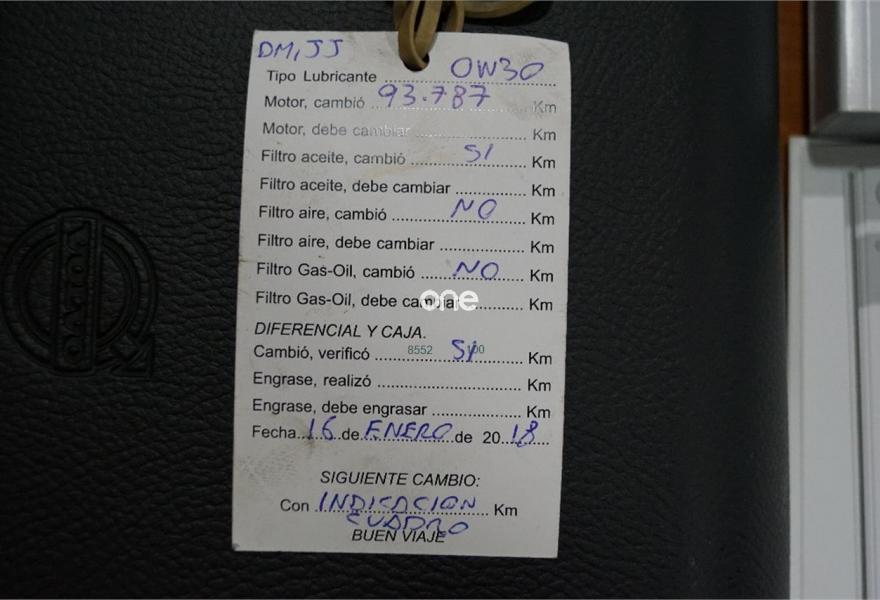 DM, JJ
Tipo Lubricante OW30
Motor, cambió 93.787 Km
Motor, debe cambiar Km
Filtro aceite, cambió SI Km
Filtro aceite, debe cambiar Km
Filtro aire, cambió NO Km
Filtro aire, debe cambiar Km
Filtro Gas-Oil, cambió NO Km
Filtro Gas-Oil, debe cambiar Km
one
DIFERENCIAL Y CAJA.
Cambió, verificó SI Km
Engrase, realizó Km
Engrase, debe engrasar Km
Fecha 16 de ENERO de 2018
SIGUIENTE CAMBIO:
Con INDICACION Km
CUADRO
BUEN VIAJE
VOLVO